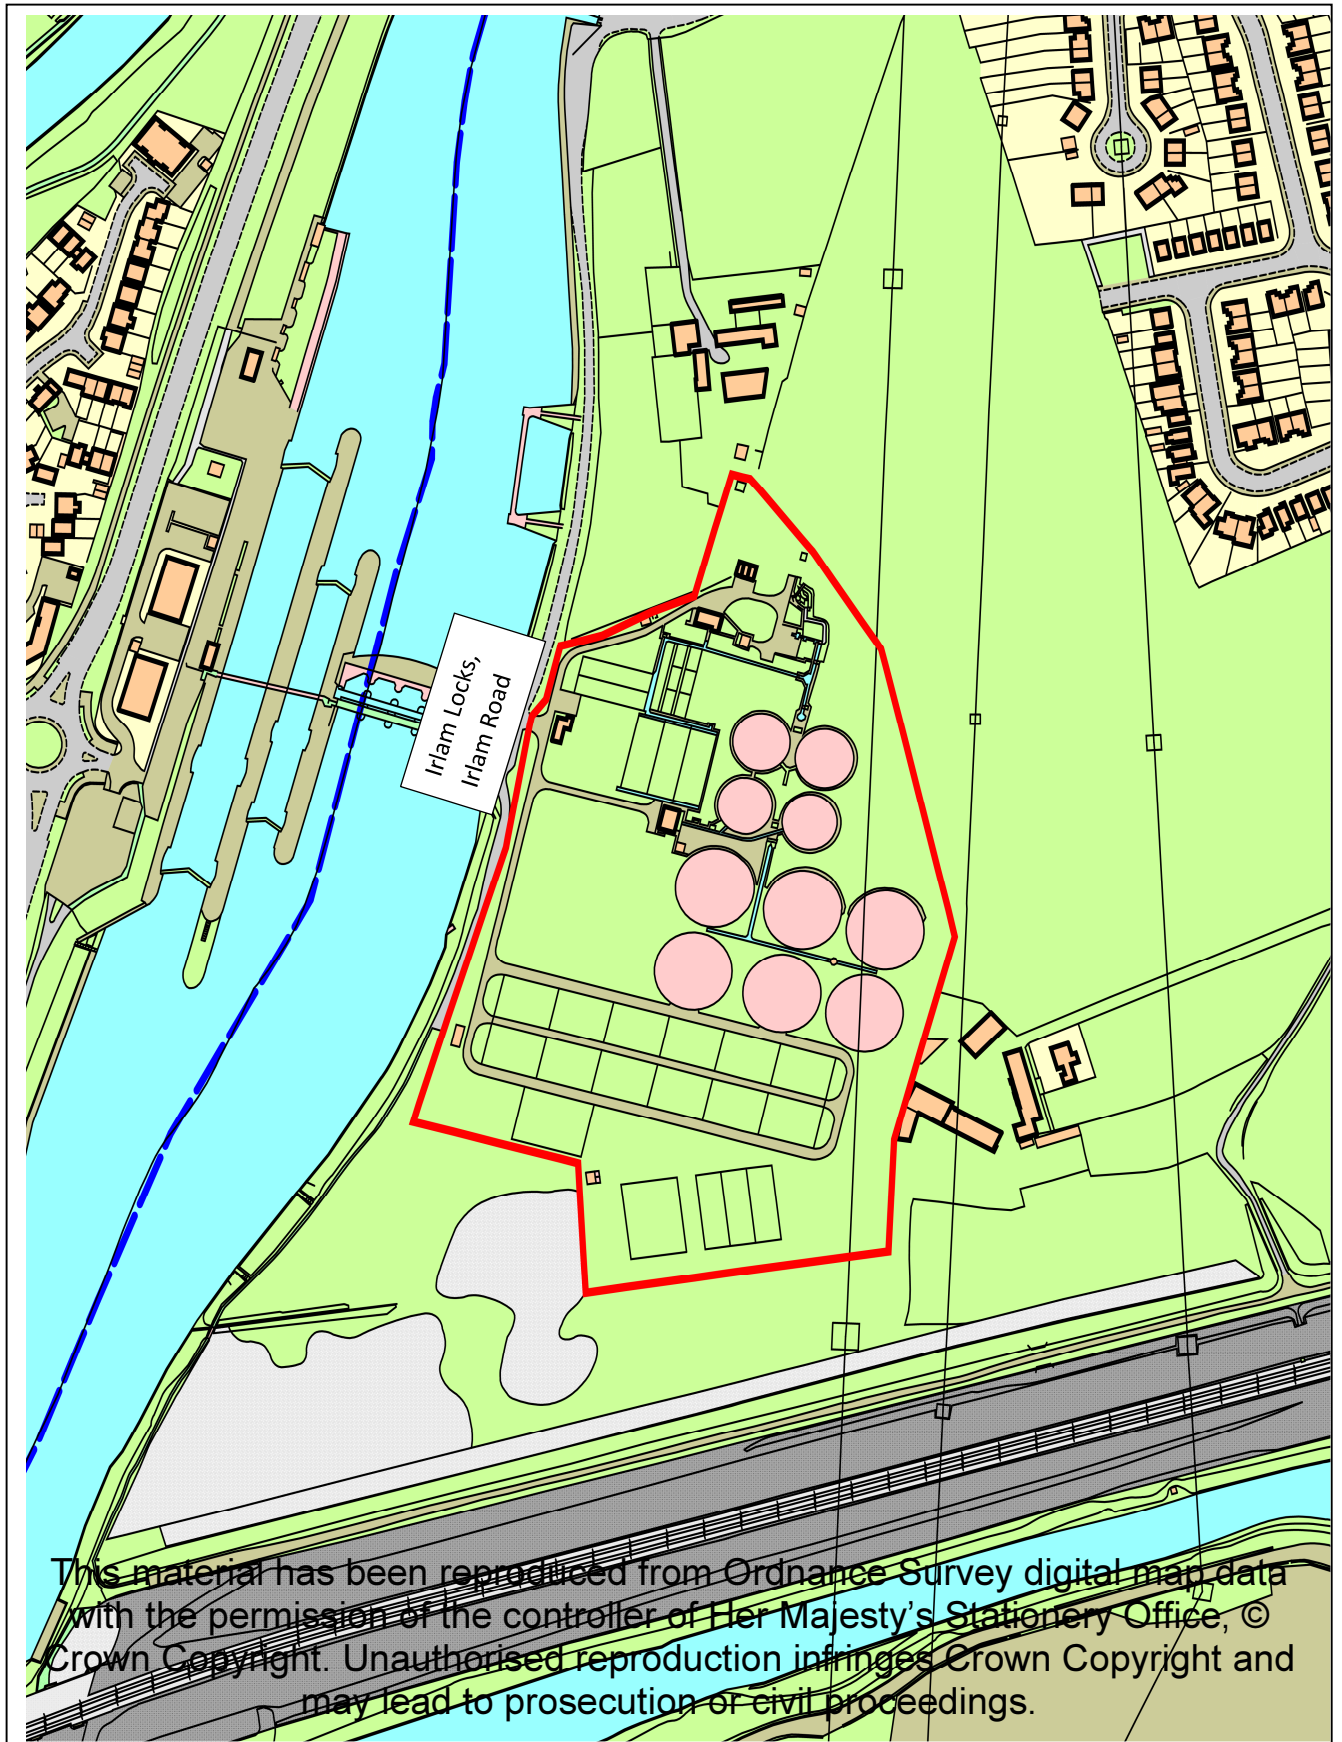 Irlam Locks,
Irlam Road
This material has been reproduced from Ordnance Survey digital map data
with the permission of the controller of Her Majesty’s Stationery Office, ©
Crown Copyright. Unauthorised reproduction infringes Crown Copyright and
may lead to prosecution or civil proceedings.